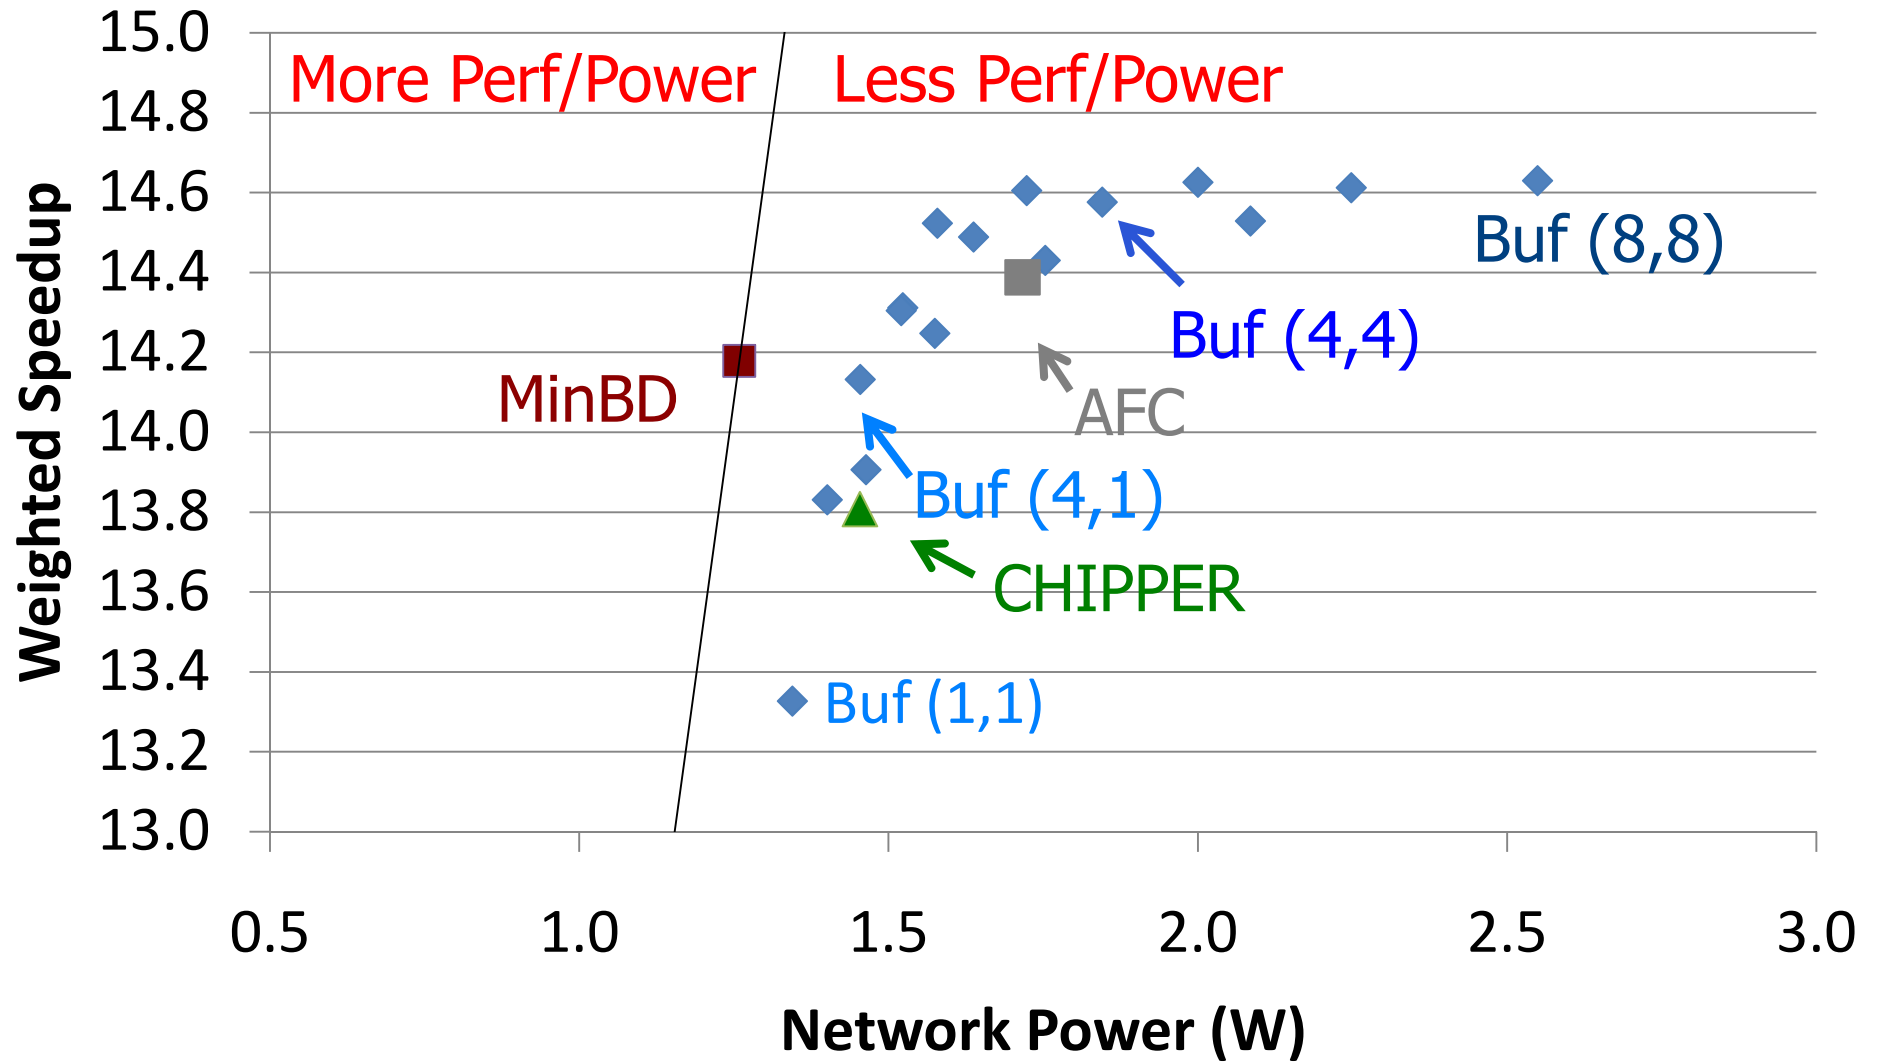 15.0
14.8
14.6
14.4
14.2
14.0
13.8
13.6
13.4
13.2
13.0
Weighted Speedup
More Perf/Power
Less Perf/Power
Buf (8,8)
Buf (4,4)
MinBD
AFC
Buf (4,1)
CHIPPER
Buf (1,1)
0.5 1.0 1.5 2.0 2.5 3.0
Network Power (W)